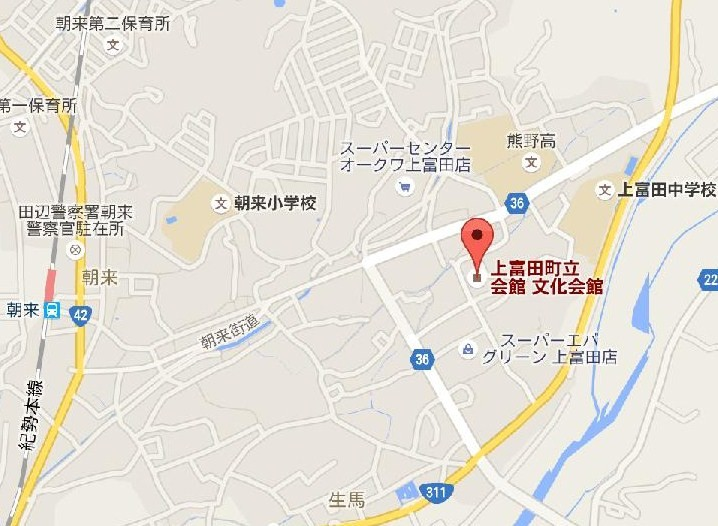 朝来第二保育所
第一保育所
スーパーセンター
オークワ上富田店
熊野高
上富田中学校
36
朝来小学校
田辺警察署朝来
警察官駐在所
朝来
上富田町立
会館 文化会館
22
朝来
42
朝来街道
スーパーエバ
グリーン 上富田店
36
紀勢本線
生馬
311